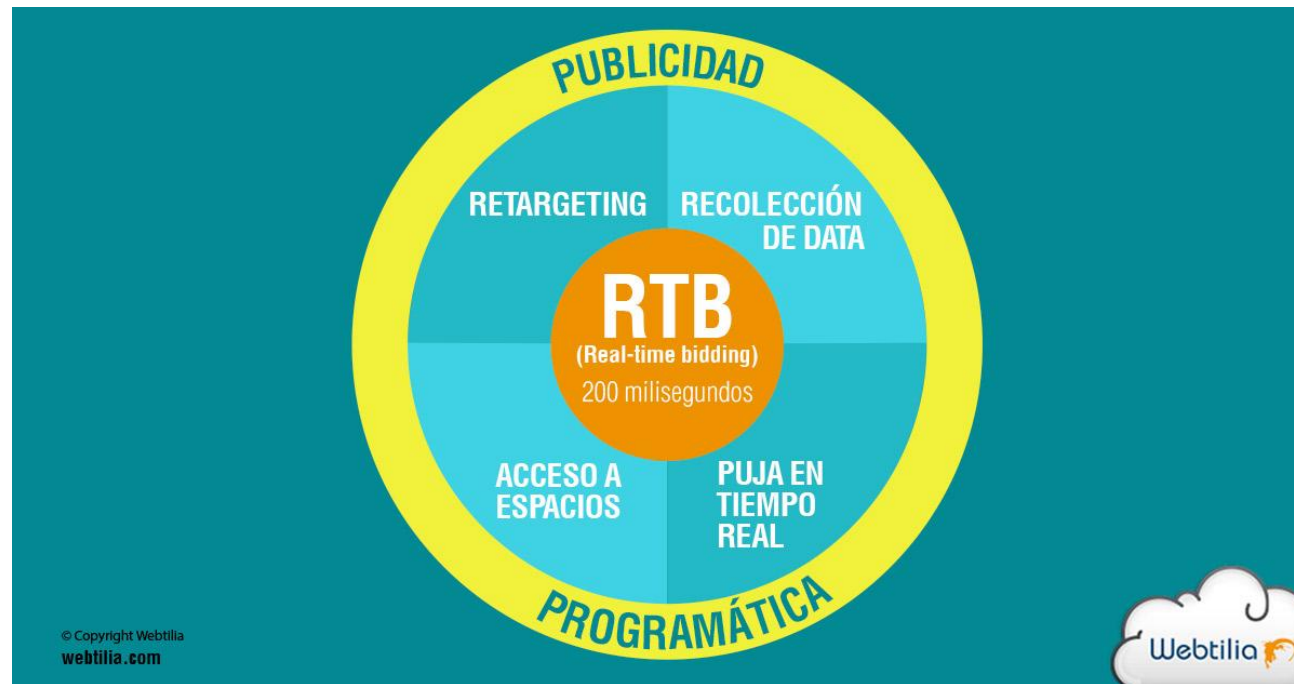 PUBLICIDAD
RETARGETING
RECOLECCIÓN
DE DATA
RTB
(Real-time bidding)
200 milisegundos
ACCESO A
ESPACIOS
PUJA EN
TIEMPO
REAL
PROGRAMÁTICA
© Copyright Webtilia
webtilia.com
Webtilia